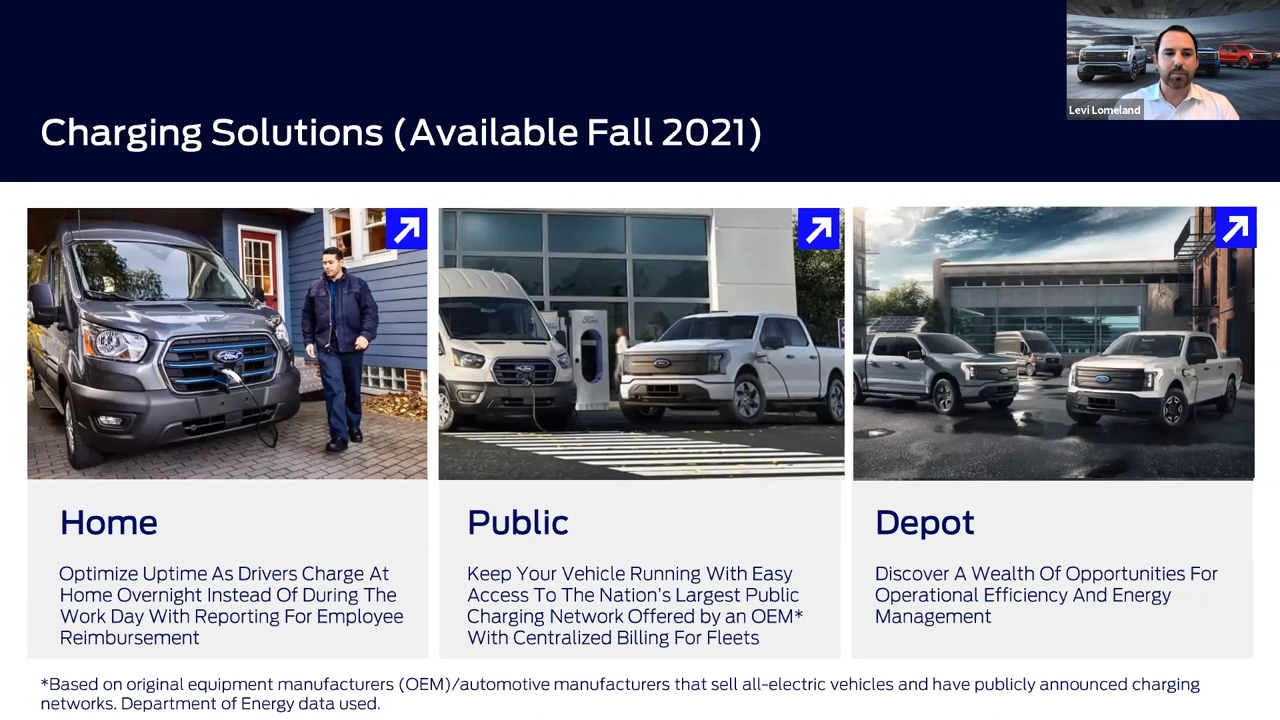 Levi Lomeland
Charging Solutions (Available Fall 2021)
Ford
Home
Optimize Uptime As Drivers Charge At
Home Overnight Instead Of During The
Work Day With Reporting For Employee
Reimbursement
Public
Keep Your Vehicle Running With Easy
Access To The Nation's Largest Public
Charging Network Offered by an OEM*
With Centralized Billing For Fleets
Depot
Discover A Wealth Of Opportunities For
Operational Efficiency And Energy
Management
*Based on original equipment manufacturers (OEM)/automotive manufacturers that sell all-electric vehicles and have publicly announced charging
networks. Department of Energy data used.